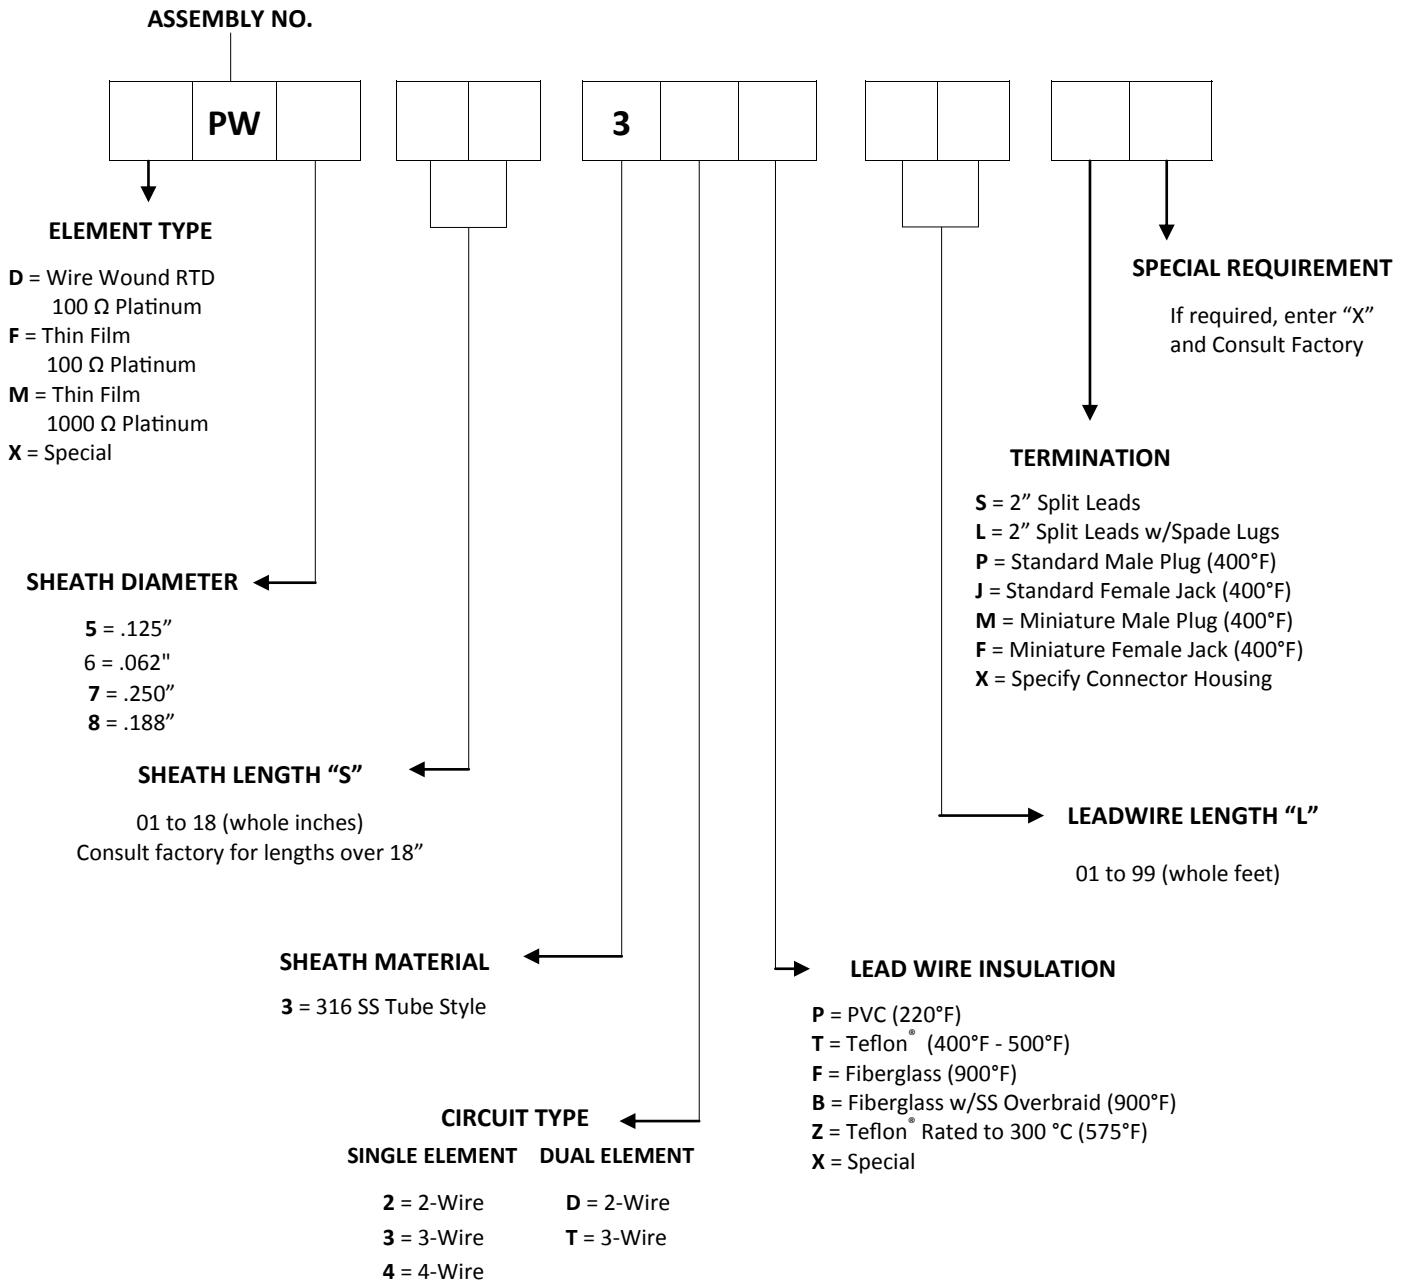 ASSEMBLY NO.
PW
3
ELEMENT TYPE
D = Wire Wound RTD
100 Ω Platinum
F = Thin Film
100 Ω Platinum
M = Thin Film
1000 Ω Platinum
X = Special
SPECIAL REQUIREMENT
If required, enter “X”
and Consult Factory
TERMINATION
S = 2” Split Leads
L = 2” Split Leads w/Spade Lugs
P = Standard Male Plug (400°F)
J = Standard Female Jack (400°F)
M = Miniature Male Plug (400°F)
F = Miniature Female Jack (400°F)
X = Specify Connector Housing
SHEATH DIAMETER
5 = .125”
6 = .062"
7 = .250”
8 = .188”
SHEATH LENGTH “S”
01 to 18 (whole inches)
Consult factory for lengths over 18”
LEADWIRE LENGTH “L”
01 to 99 (whole feet)
SHEATH MATERIAL
3 = 316 SS Tube Style
LEAD WIRE INSULATION
P = PVC (220°F)
T = Teflon® (400°F - 500°F)
F = Fiberglass (900°F)
B = Fiberglass w/SS Overbraid (900°F)
Z = Teflon® Rated to 300 °C (575°F)
X = Special
CIRCUIT TYPE
SINGLE ELEMENT DUAL ELEMENT
2 = 2-Wire D = 2-Wire
3 = 3-Wire T = 3-Wire
4 = 4-Wire